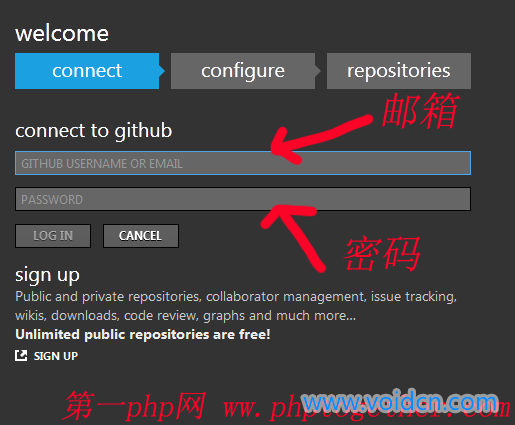 welcome
connect configure repositories
connect to github
邮箱
GITHUB USERNAME OR EMAIL
PASSWORD
LOG IN CANCEL
密码
sign up
Public and private repositories, collaborator management, issue tracking,
wikis, downloads, code review, graphs and much more...
Unlimited public repositories are free!
SIGN UP
第一php网 ww.phptogether.com
www.voidcn.com